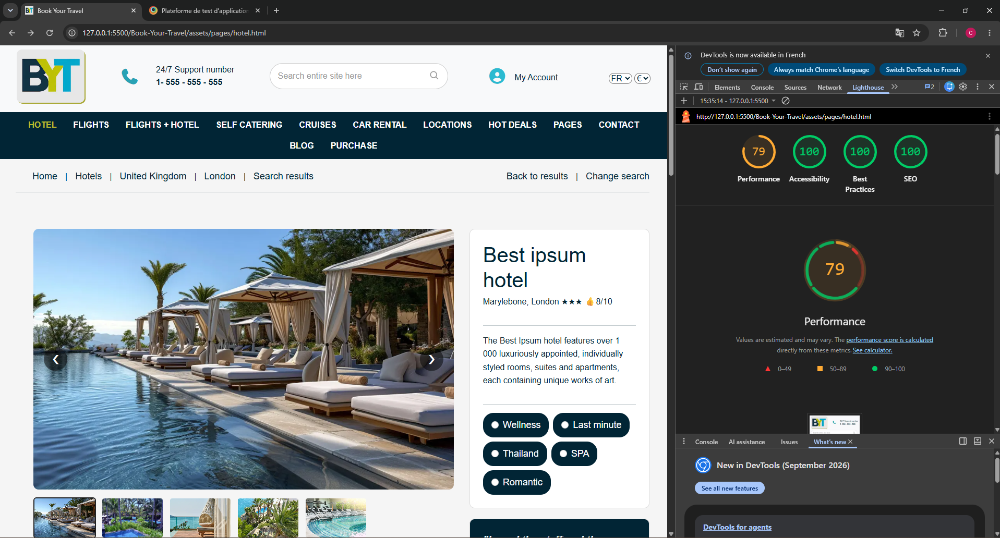 Book Your Travel
Plateforme de test d'application
127.0.0.1:5500/Book-Your-Travel/assets/pages/hotel.html
C
BYT
24/7 Support number
1- 555 - 555 - 555
Search entire site here
My Account
FR
€
HOTEL FLIGHTS FLIGHTS + HOTEL SELF CATERING CRUISES CAR RENTAL LOCATIONS HOT DEALS PAGES CONTACT
BLOG PURCHASE
Home | Hotels | United Kingdom | London | Search results
Back to results | Change search
Best ipsum
hotel
Marylebone, London ★★★ 👍 8/10
The Best Ipsum hotel features over 1
000 luxuriously appointed, individually
styled rooms, suites and apartments,
each containing unique works of art.
Wellness
Last minute
Thailand
SPA
Romantic
DevTools is now available in French
Don't show again
Always match Chrome's language
Switch DevTools to French
Elements Console Sources Network Lighthouse
2
15:35:14 - 127.0.0.1:5500
http://127.0.0.1:5500/Book-Your-Travel/assets/pages/hotel.html
79
Performance
100
Accessibility
100
Best
Practices
100
SEO
79
Performance
Values are estimated and may vary. The performance score is calculated
directly from these metrics. See calculator.
0–49
50–89
90–100
BYT
24/7 Support number
1- 555 - 555 - 555
Console AI assistance Issues What's new
New in DevTools (September 2026)
See all new features
DevTools for agents